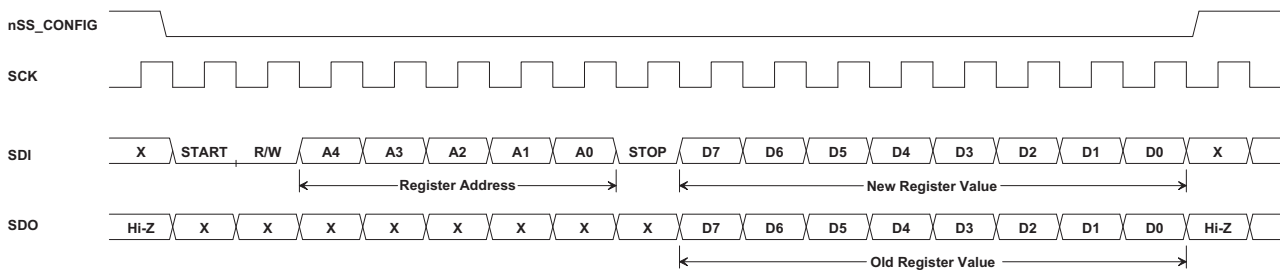 nSS_CONFIG
SCK
SDI X START R/W A4 A3 A2 A1 A0 STOP D7 D6 D5 D4 D3 D2 D1 D0 X
Register Address New Register Value
SDO Hi-Z X X X X X X X X D7 D6 D5 D4 D3 D2 D1 D0 Hi-Z
Old Register Value